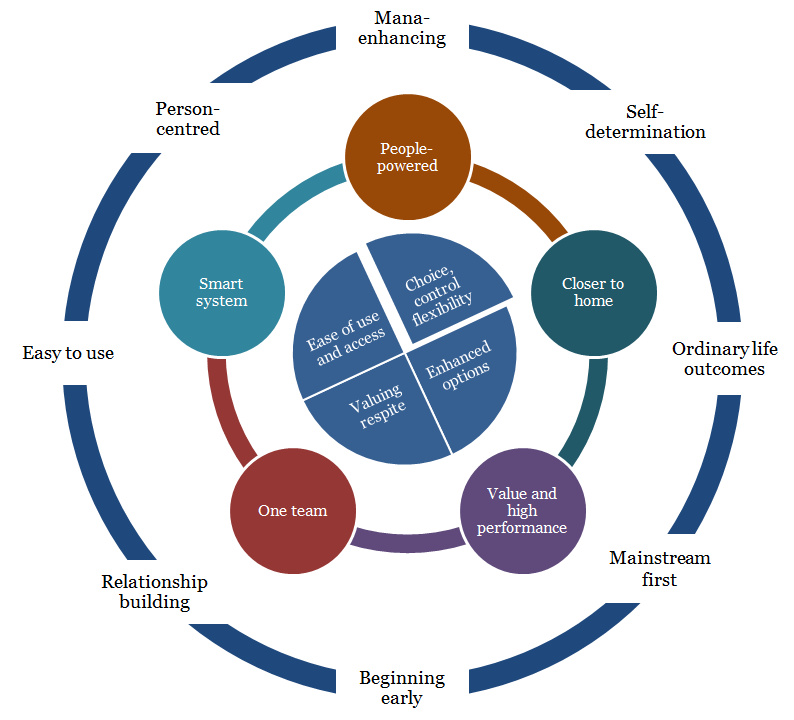 Mana-
enhancing
Person-
centred
Self-
determination
People-
powered
Smart
system
Closer to
home
Choice,
control
flexibility
Ease of use
and access
Enhanced
options
Valuing
respite
Easy to use
Ordinary life
outcomes
One team
Value and
high
performance
Mainstream
first
Relationship
building
Beginning
early